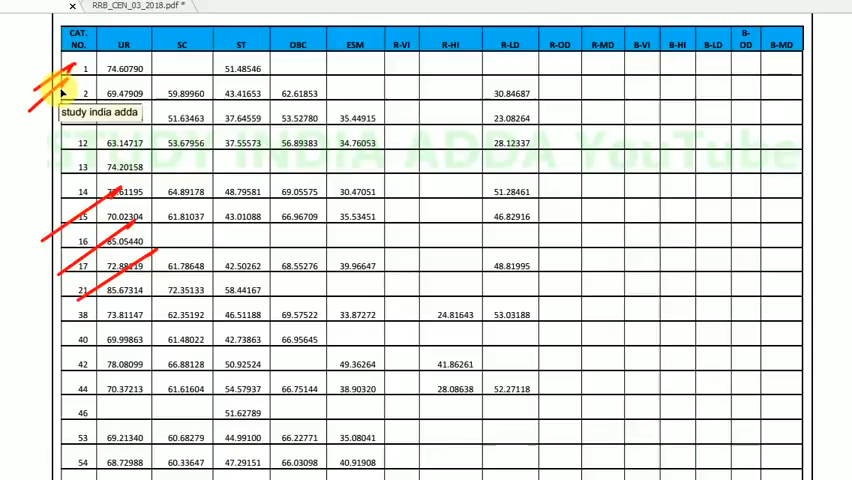 RRB_CEN_03_2018.pdf *
CAT. NO. UR SC ST OBC ESM R-VI R-HI R-LD R-OD R-MD B-VI B-HI B-LD B-OD B-MD
1 74.60790 51.48546
2 69.47909 59.89960 43.41653 62.61853 30.84687
study india adda
51.63463 37.64559 53.52780 35.44915 23.08264
12 63.14717 53.67956 37.55573 56.89383 34.76053 28.12337
STUDY INDIA ADDA YouTube
13 74.20158
14 64.89178 48.79581 69.05575 30.47051 51.28461
15 70.02304 61.81037 43.01088 66.96709 35.53451 46.82916
16 85.05440
17 61.78648 42.50262 68.55276 39.96647 48.81995
21 85.67314 72.35133 58.44167
38 73.81147 62.35192 46.51188 69.57522 33.87272 24.81643 53.03188
40 69.99863 61.48022 42.73863 66.95645
42 78.08099 66.88128 50.92524 49.36264 41.86261
44 70.37213 61.61604 54.57937 66.75144 38.90320 28.08638 52.27118
46 51.62789
53 69.21340 60.68279 44.99100 66.22771 35.08041
54 68.72988 60.33647 47.29151 66.03098 40.91908